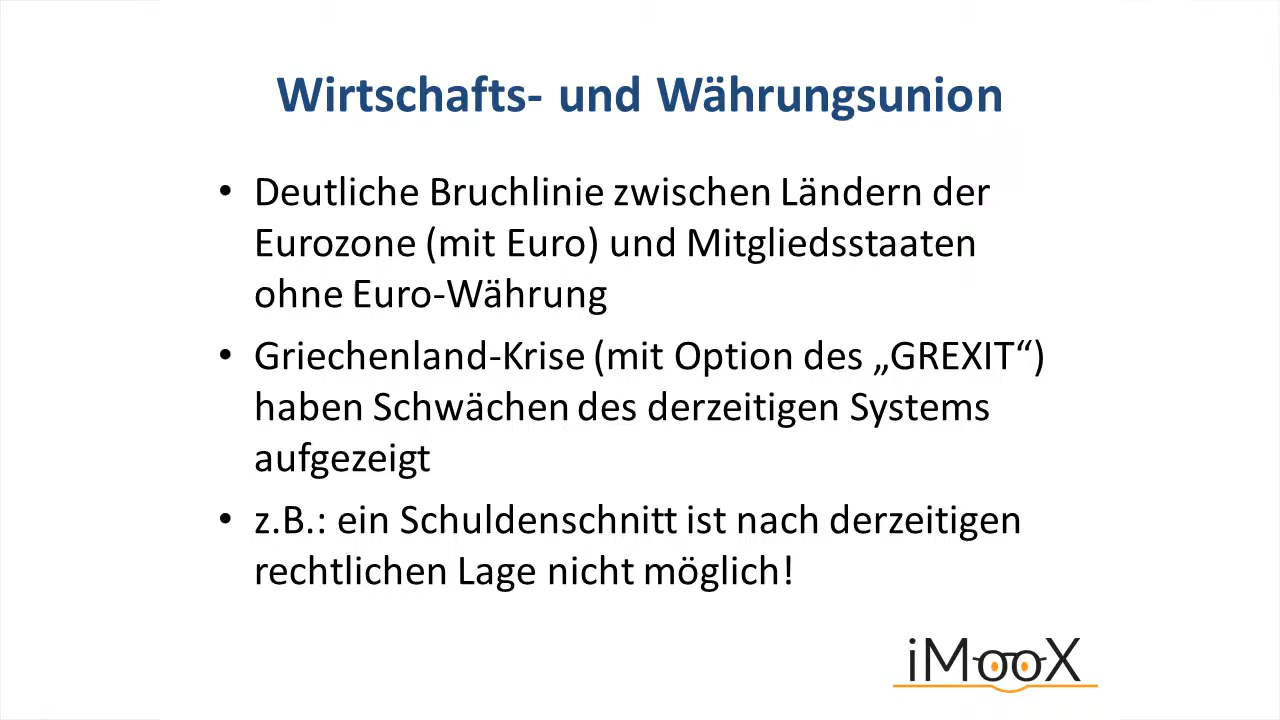 Wirtschafts- und Währungsunion
• Deutliche Bruchlinie zwischen Ländern der
Eurozone (mit Euro) und Mitgliedsstaaten
ohne Euro-Währung
• Griechenland-Krise (mit Option des „GREXIT“)
haben Schwächen des derzeitigen Systems
aufgezeigt
• z.B.: ein Schuldenschnitt ist nach derzeitigen
rechtlichen Lage nicht möglich!
iMooX